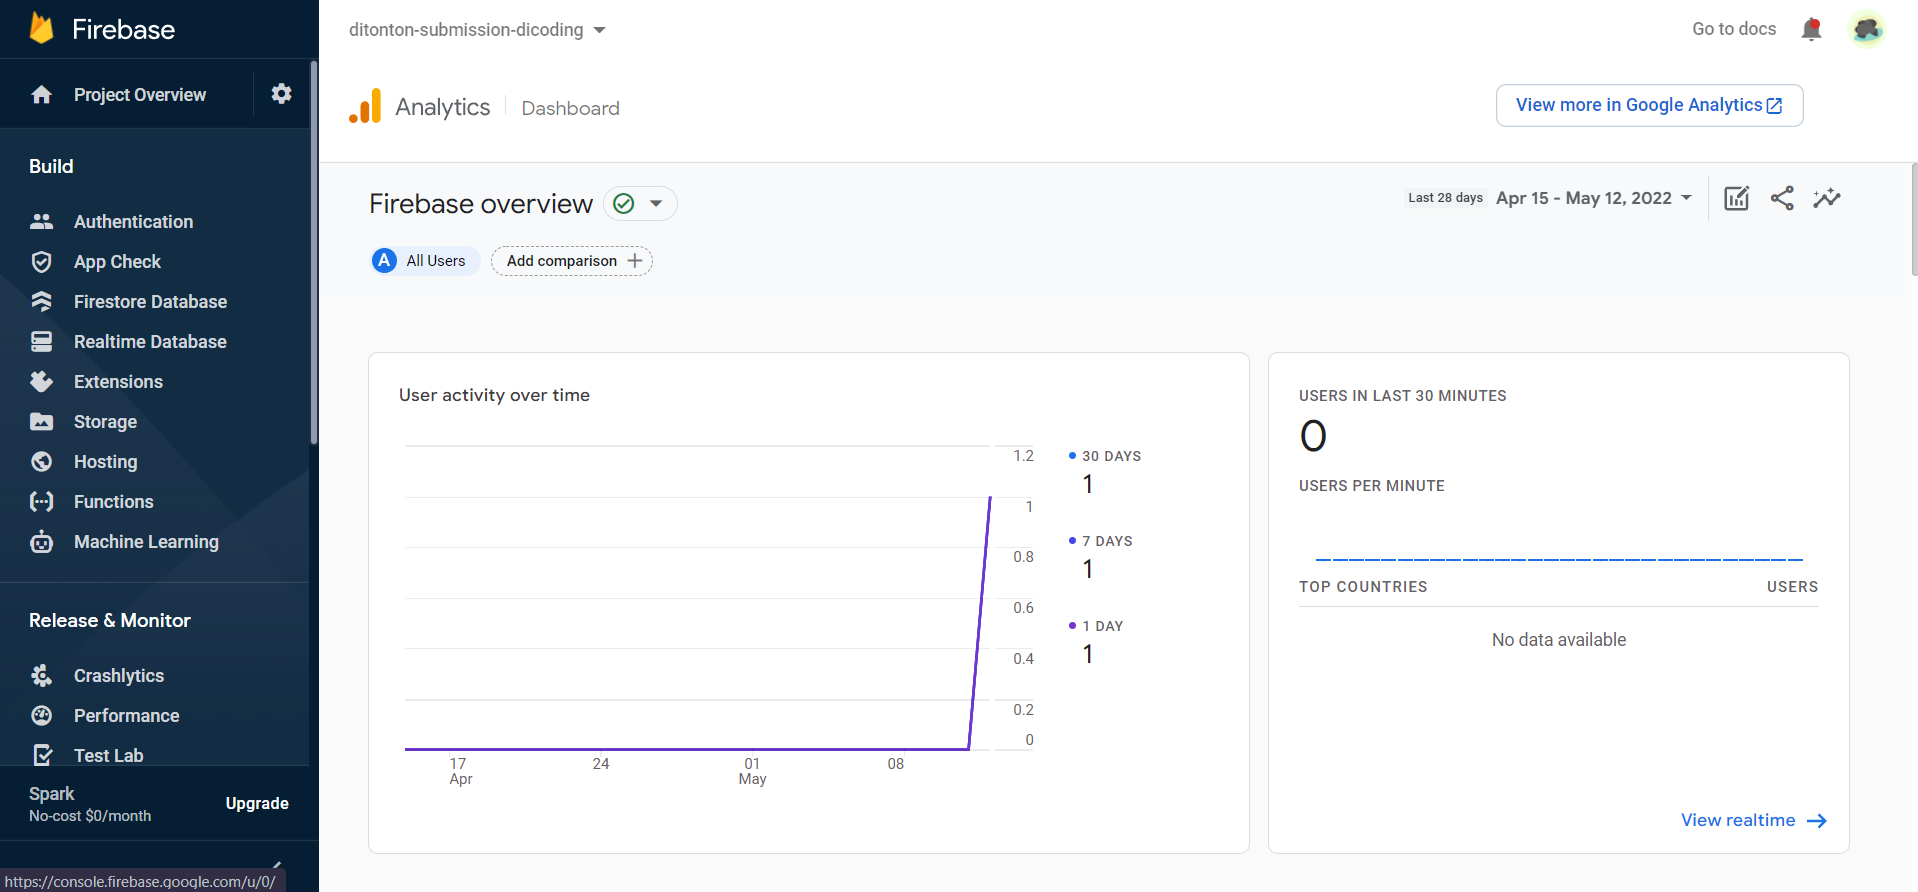 Firebase
Project Overview
Build
Authentication
App Check
Firestore Database
Realtime Database
Extensions
Storage
Hosting
Functions
Machine Learning
Release & Monitor
Crashlytics
Performance
Test Lab
Spark
No-cost $0/month
Upgrade
https://console.firebase.google.com/u/0/
ditonton-submission-dicoding
Go to docs
Analytics
Dashboard
View more in Google Analytics
Firebase overview
Last 28 days
Apr 15 - May 12, 2022
A All Users
Add comparison
User activity over time
1.2
1
0.8
0.6
0.4
0.2
0
17
Apr
24
01
May
08
30 DAYS
1
7 DAYS
1
1 DAY
1
USERS IN LAST 30 MINUTES
0
USERS PER MINUTE
TOP COUNTRIES
USERS
No data available
View realtime